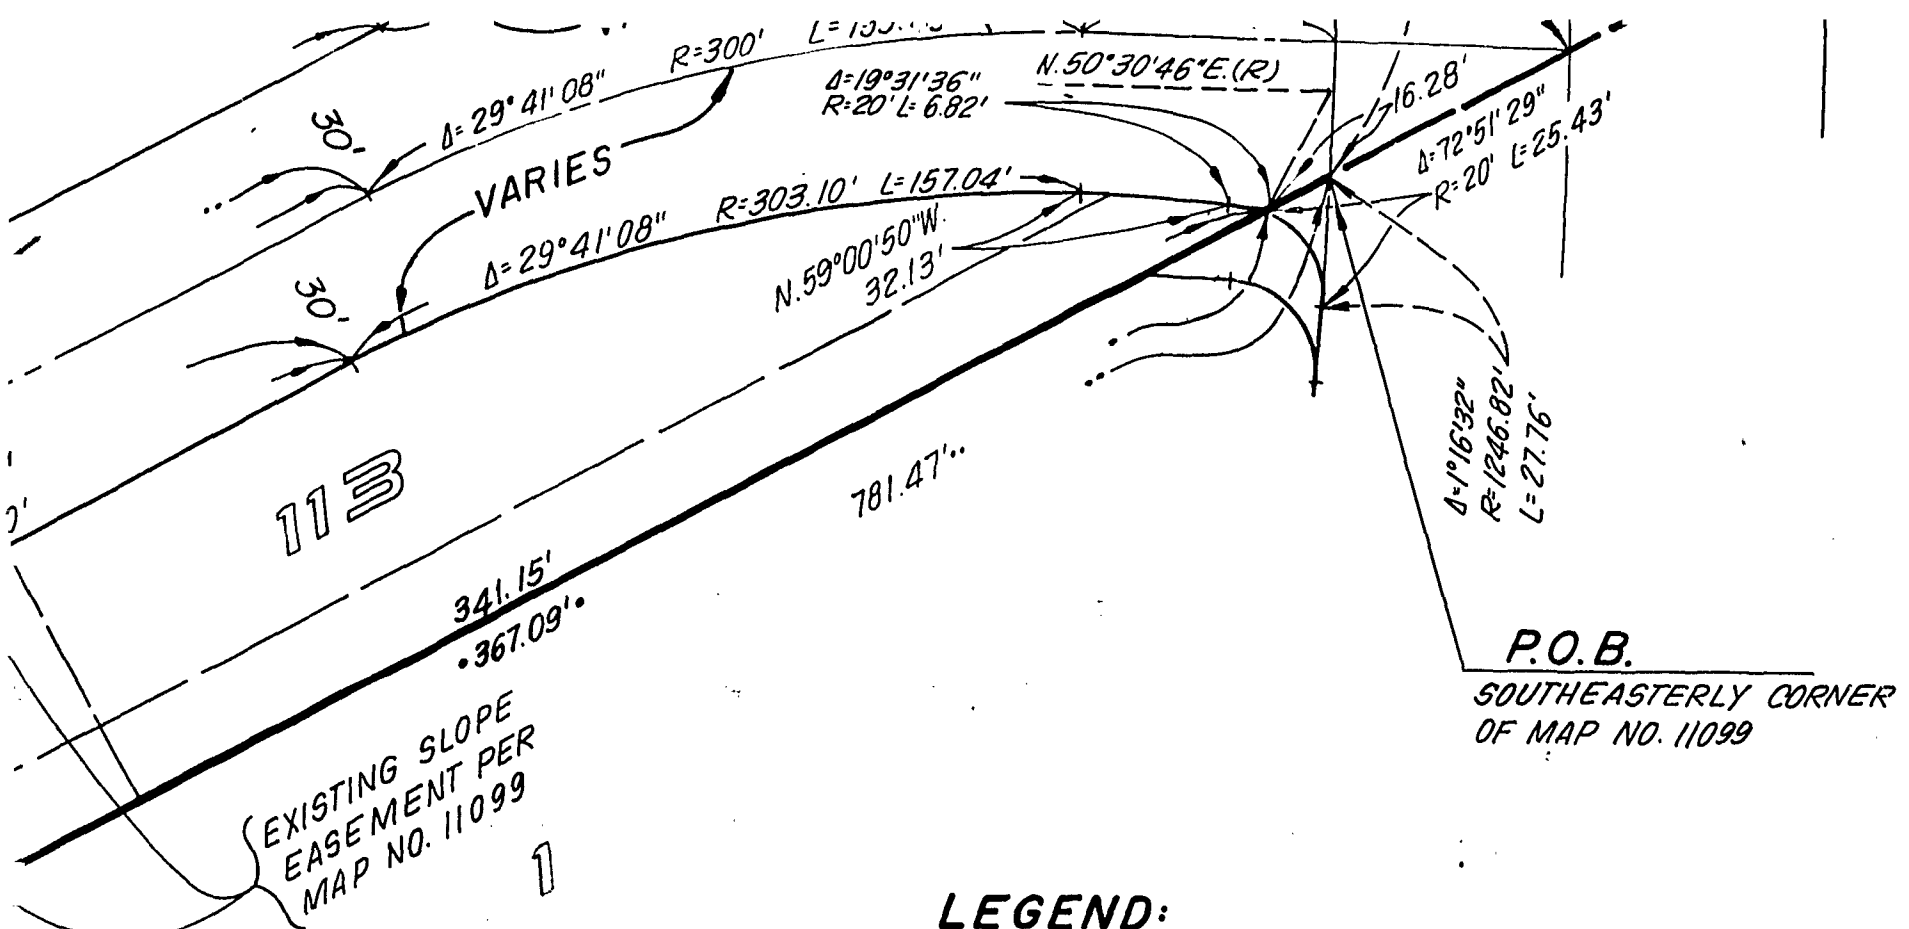 R=300'
Δ=19°31'36"
R=20' L=6.82'
N.50°30'46"E.(R)
16.28'
Δ=72°51'29"
R=20' L=25.43'
30'
Δ=29°41'08"
VARIES
R=303.10' L=157.04'
Δ=29°41'08"
N.59°00'50"W.
32.13'
30'
Δ=1°16'32"
R=1246.82'
L=27.76'
113
781.47'••
341.15'
•367.09'•
P.O.B.
SOUTHEASTERLY CORNER
OF MAP NO. 11099
EXISTING SLOPE
EASEMENT PER
MAP NO. 11099
1
LEGEND: